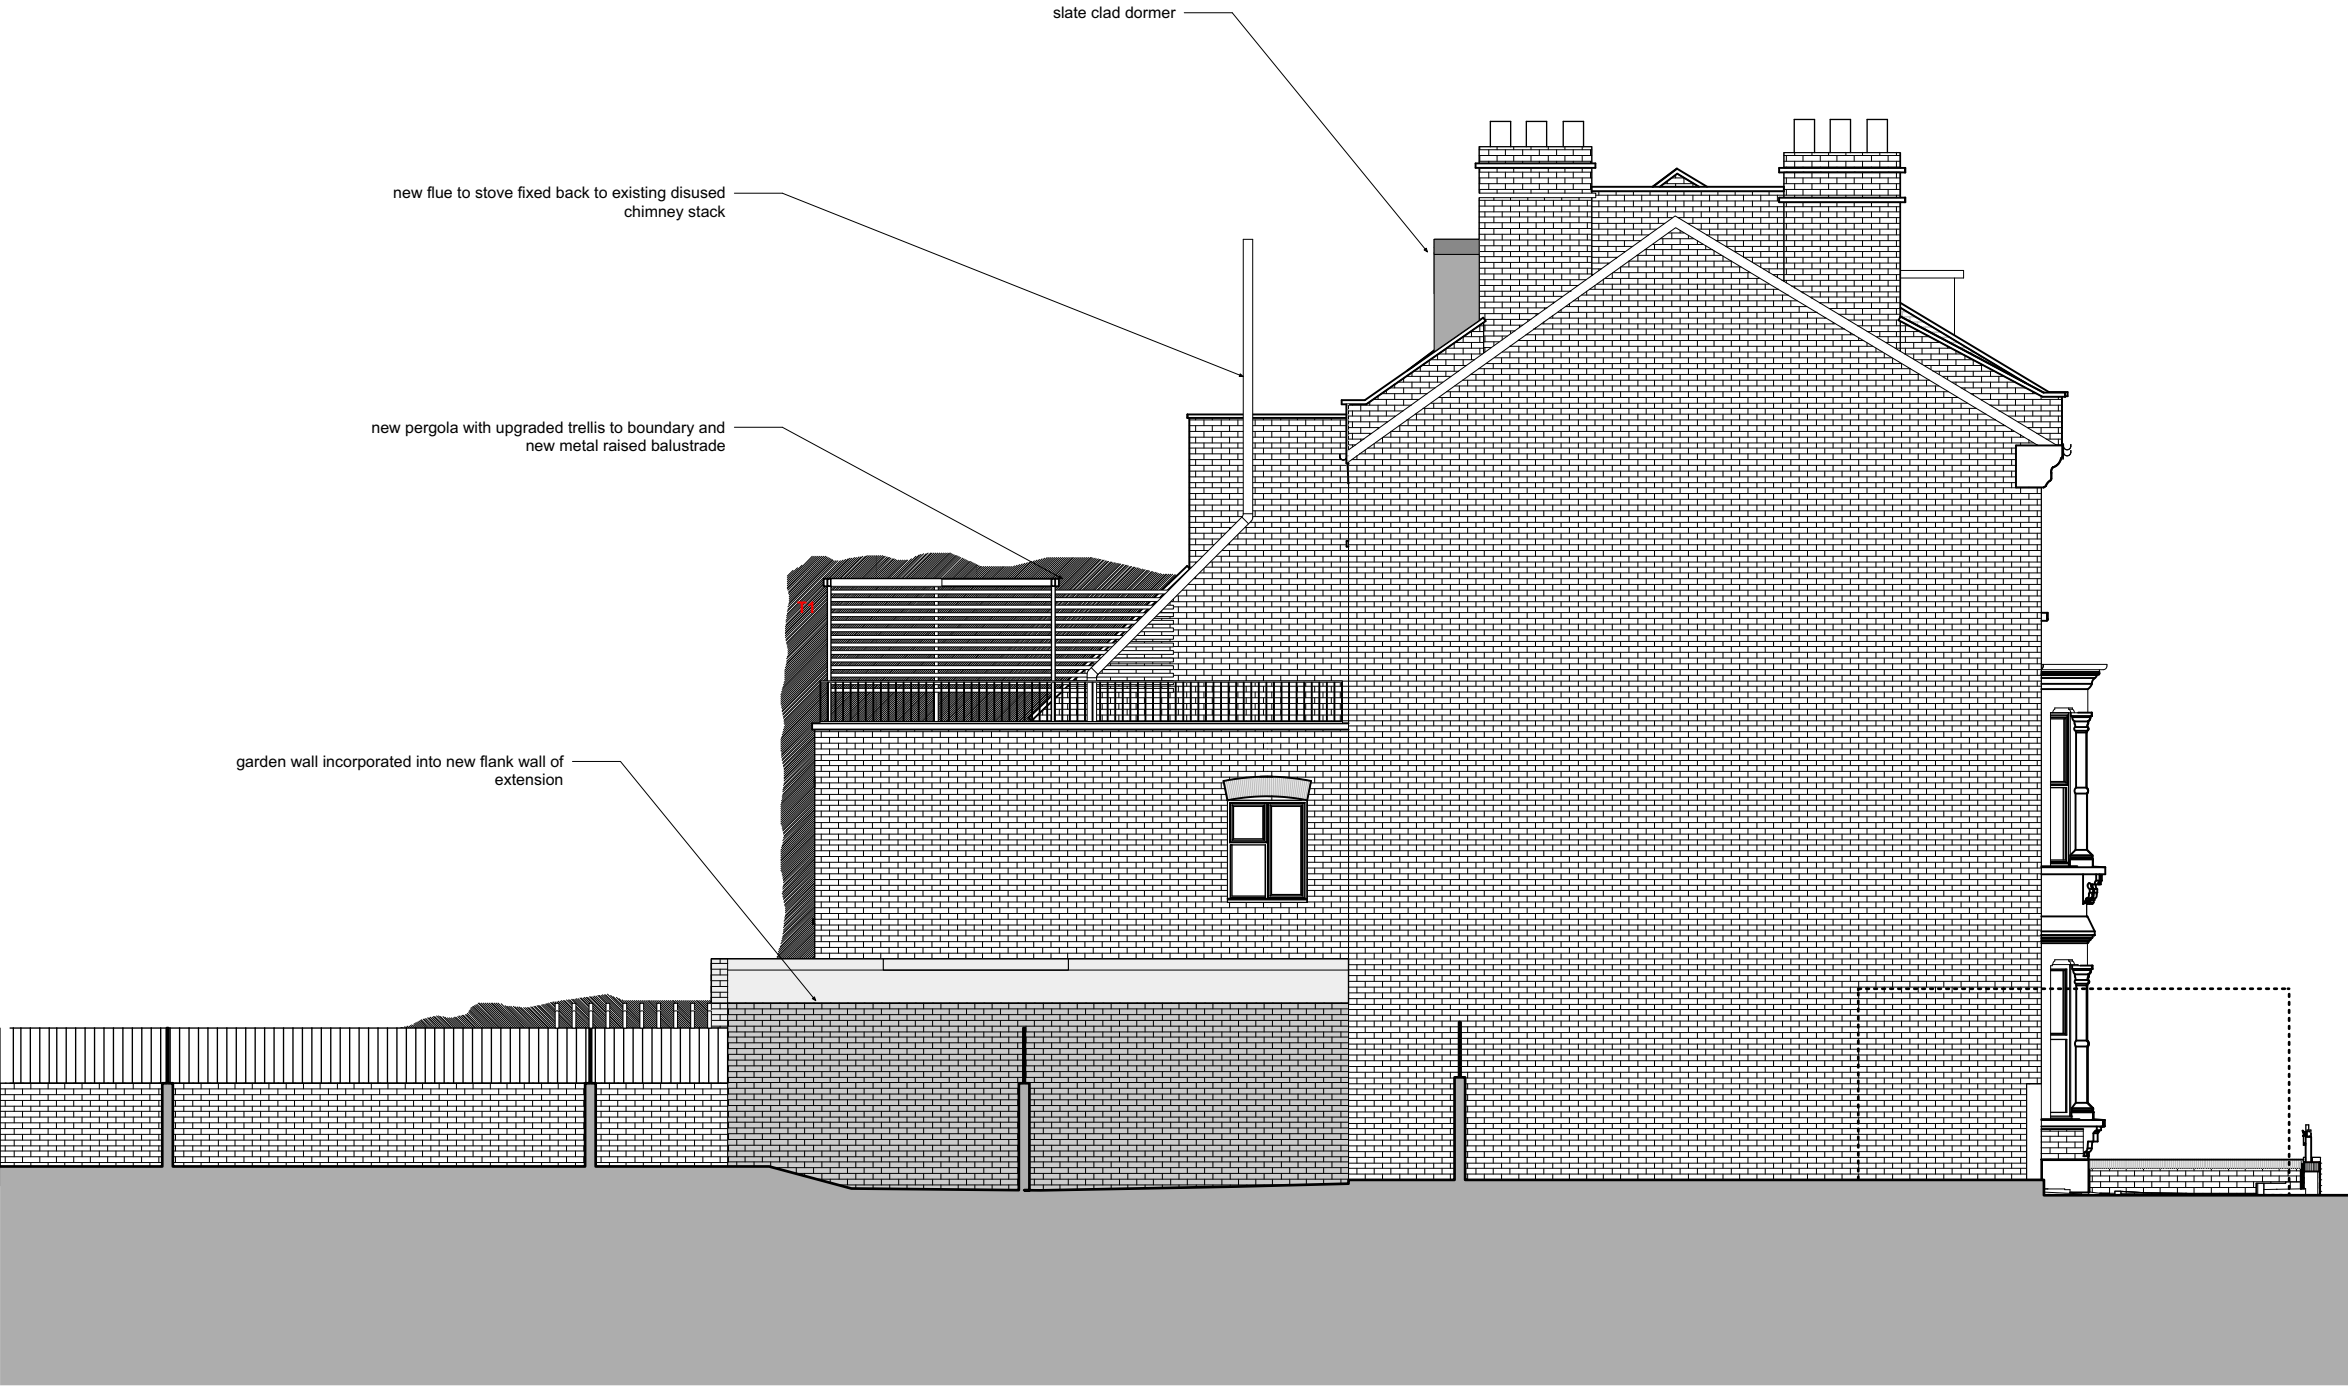 slate clad dormer
new flue to stove fixed back to existing disused
chimney stack
new pergola with upgraded trellis to boundary and
new metal raised balustrade
T1
garden wall incorporated into new flank wall of
extension